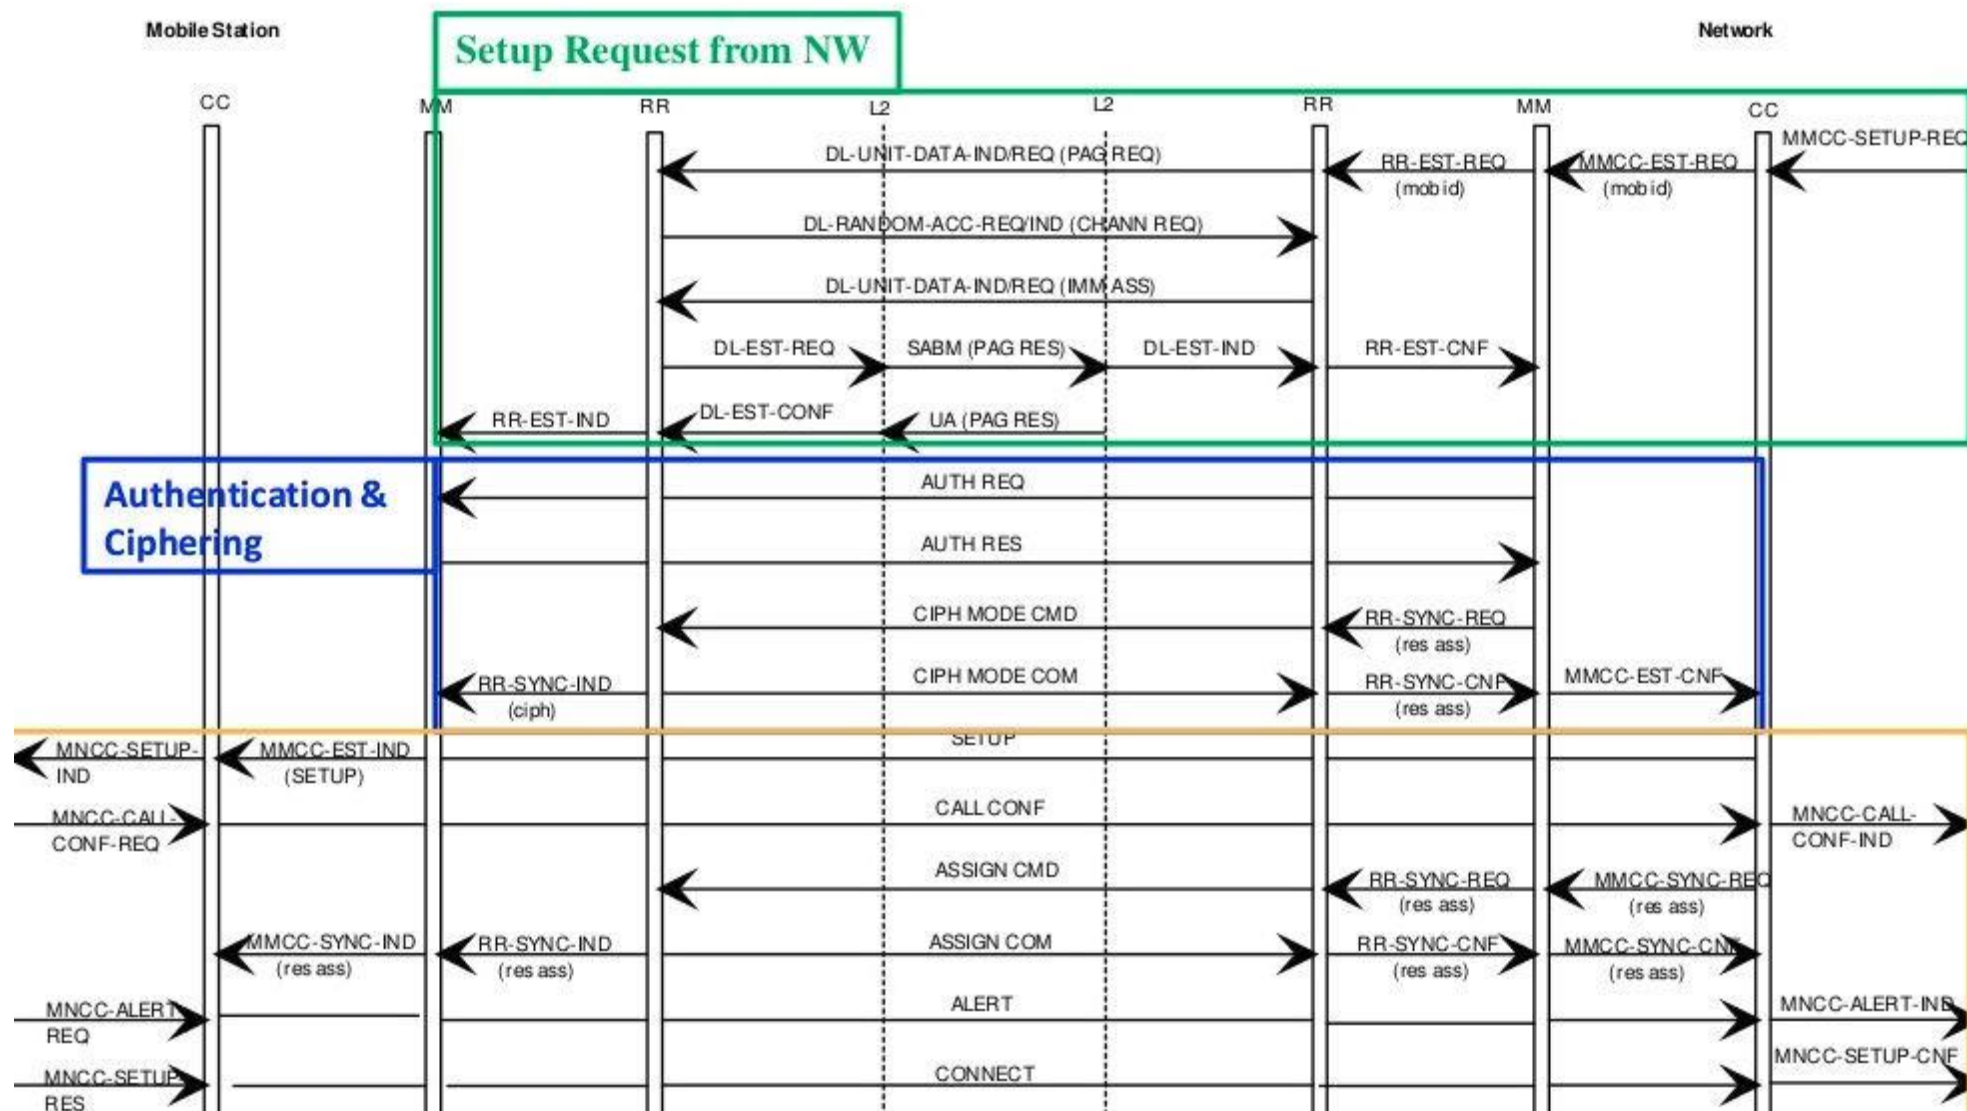 Mobile Station
Setup Request from NW
Network
CC
MM
RR
L2
L2
RR
MM
CC
MMCC-SETUP-REQ
DL-UNIT-DATA-IND/REQ (PAG REQ)
RR-EST-REQ
(mob id)
MMCC-EST-REQ
(mob id)
DL-RANDOM-ACC-REQ/IND (CHANN REQ)
DL-UNIT-DATA-IND/REQ (IMM ASS)
DL-EST-REQ
SABM (PAG RES)
DL-EST-IND
RR-EST-CNF
RR-EST-IND
DL-EST-CONF
UA (PAG RES)
Authentication &
Ciphering
AUTH REQ
AUTH RES
CIPH MODE CMD
RR-SYNC-REQ
(res ass)
RR-SYNC-IND
(ciph)
CIPH MODE COM
RR-SYNC-CNF
(res ass)
MMCC-EST-CNF
MNCC-SETUP-
IND
MMCC-EST-IND
(SETUP)
SETUP
MNCC-CALL-
CONF-REQ
CALL CONF
MNCC-CALL-
CONF-IND
ASSIGN CMD
RR-SYNC-REQ
(res ass)
MMCC-SYNC-REQ
(res ass)
MMCC-SYNC-IND
(res ass)
RR-SYNC-IND
(res ass)
ASSIGN COM
RR-SYNC-CNF
(res ass)
MMCC-SYNC-CNF
(res ass)
MNCC-ALERT-
REQ
ALERT
MNCC-ALERT-IND
MNCC-SETUP-
RES
CONNECT
MNCC-SETUP-CNF